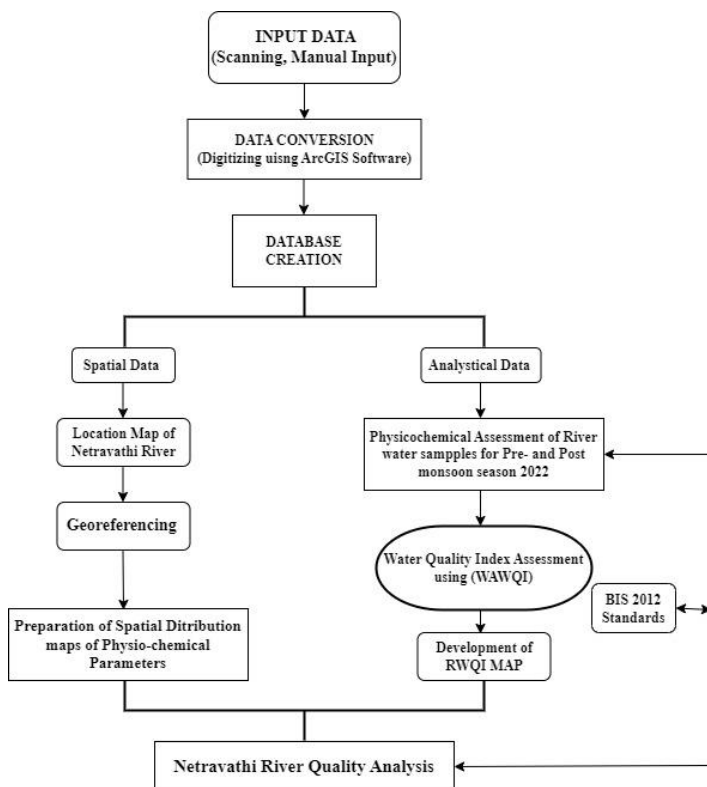 INPUT DATA
(Scanning, Manual Input)
DATA CONVERSION
(Digitizing uisng ArcGIS Software)
DATABASE
CREATION
Spatial Data
Analystical Data
Location Map of
Netravathi River
Physicochemical Assessment of River
water sampples for Pre- and Post
monsoon season 2022
Georeferencing
Water Quality Index Assessment
using (WAWQI)
BIS 2012
Standards
Preparation of Spatial Ditribution
maps of Physio-chemical
Parameters
Development of
RWQI MAP
Netravathi River Quality Analysis